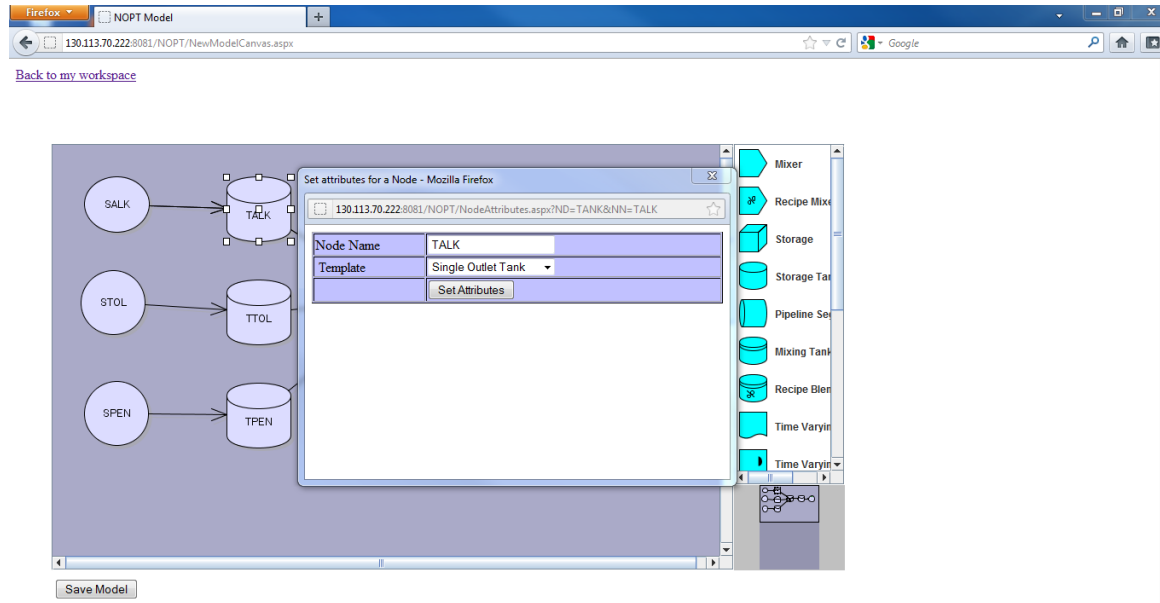 Firefox
NOPT Model
130.113.70.222:8081/NOPT/NewModelCanvas.aspx
Google
Back to my workspace
Set attributes for a Node - Mozilla Firefox
130.113.70.222:8081/NOPT/NodeAttributes.aspx?ND=TANK&NN=TALK
Node Name TALK
Template Single Outlet Tank
Set Attributes
SALK
TALK
STOL
TTOL
SPEN
TPEN
Mixer
Recipe Mixe
Storage
Storage Tan
Pipeline Seg
Mixing Tank
Recipe Blen
Time Varyin
Time Varyin
Save Model